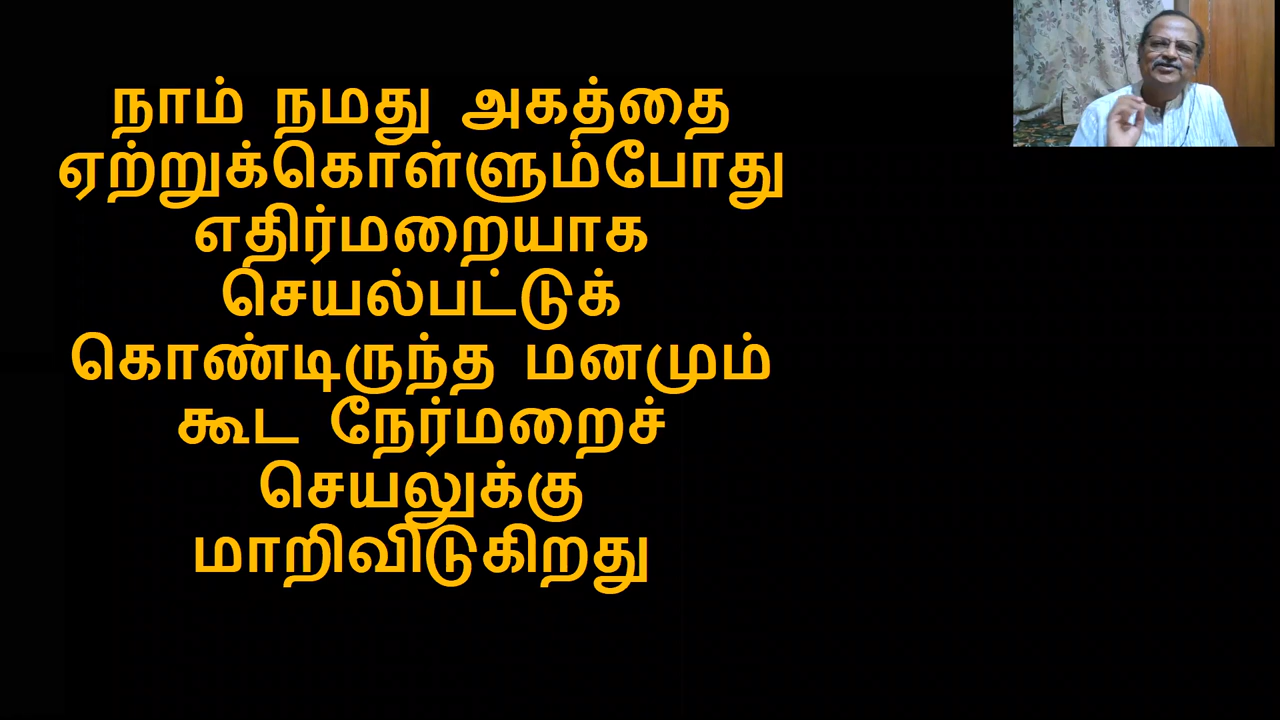 நாம் நமது அகத்தை
ஏற்றுக்கொள்ளும்போது
எதிர்மறையாக
செயல்பட்டுக்
கொண்டிருந்த மனமும்
கூட நேர்மறைச்
செயலுக்கு
மாறிவிடுகிறது